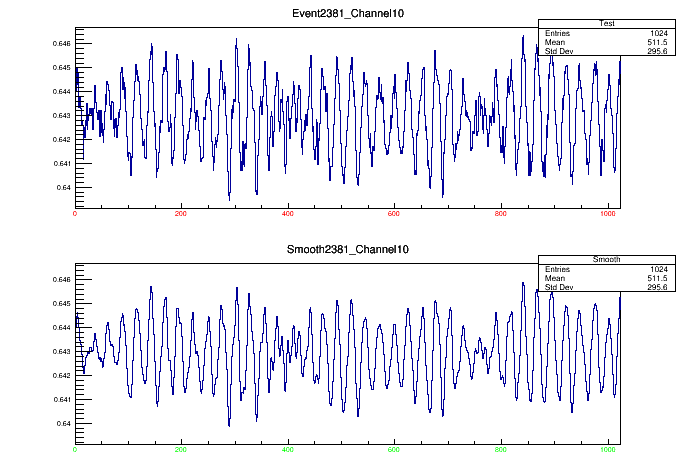 Event2381_Channel10
Test
Entries 1024
Mean 511.5
Std Dev 295.6
0.646
0.645
0.644
0.643
0.642
0.641
0.64
0 200 400 600 800 1000
Smooth2381_Channel10
Smooth
Entries 1024
Mean 511.5
Std Dev 295.6
0.646
0.645
0.644
0.643
0.642
0.641
0.64
0 200 400 600 800 1000